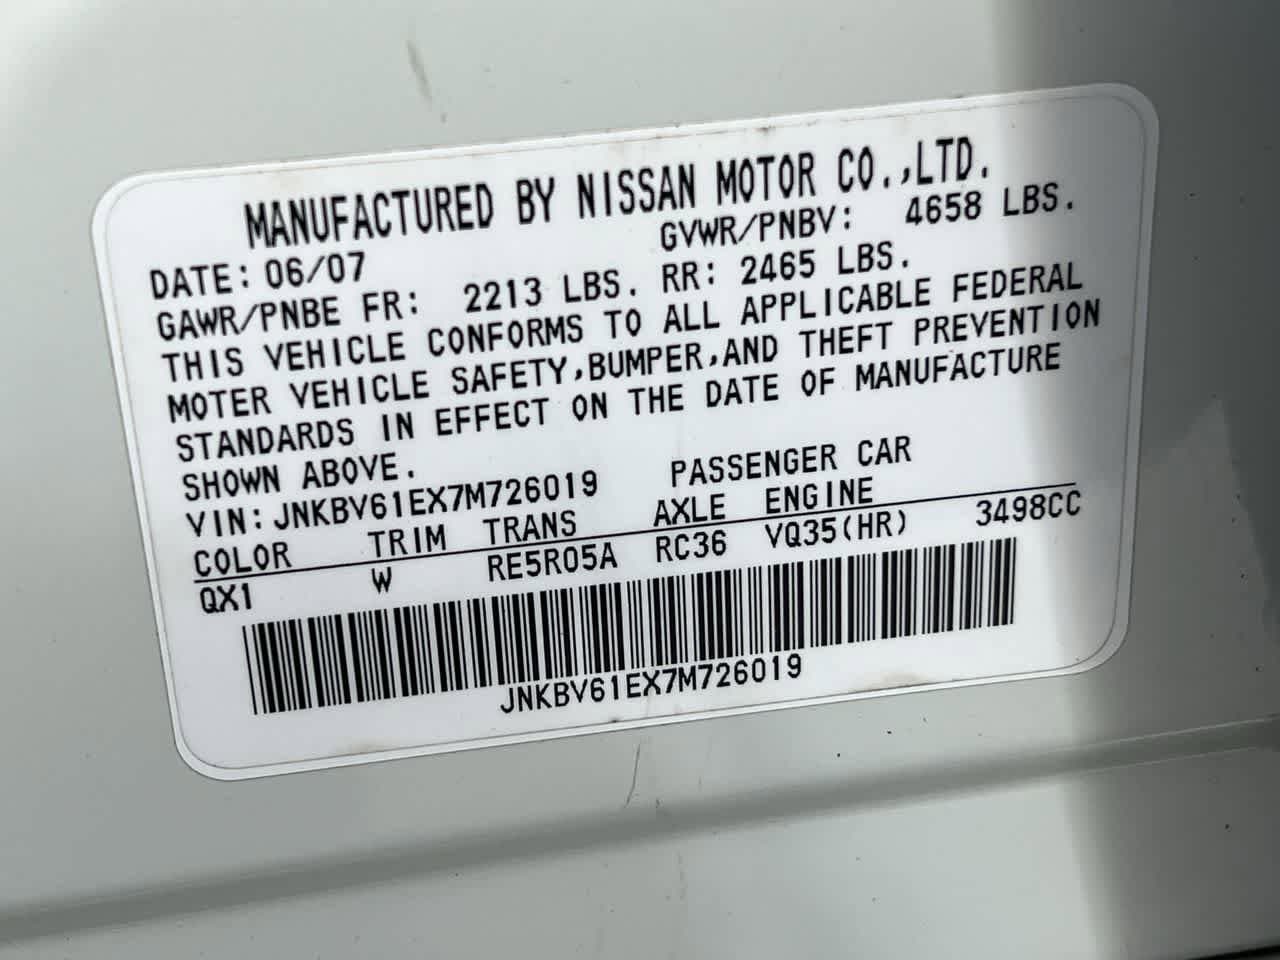 MANUFACTURED BY NISSAN MOTOR CO.,LTD.
DATE: 06/07 GVWR/PNBV: 4658 LBS.
GAWR/PNBE FR: 2213 LBS. RR: 2465 LBS.
THIS VEHICLE CONFORMS TO ALL APPLICABLE FEDERAL
MOTER VEHICLE SAFETY,BUMPER,AND THEFT PREVENTION
STANDARDS IN EFFECT ON THE DATE OF MANUFACTURE
SHOWN ABOVE.
VIN: JNKBV61EX7M726019 PASSENGER CAR
COLOR TRIM TRANS AXLE ENGINE
QX1 W RE5R05A RC36 VQ35(HR) 3498CC
JNKBV61EX7M726019